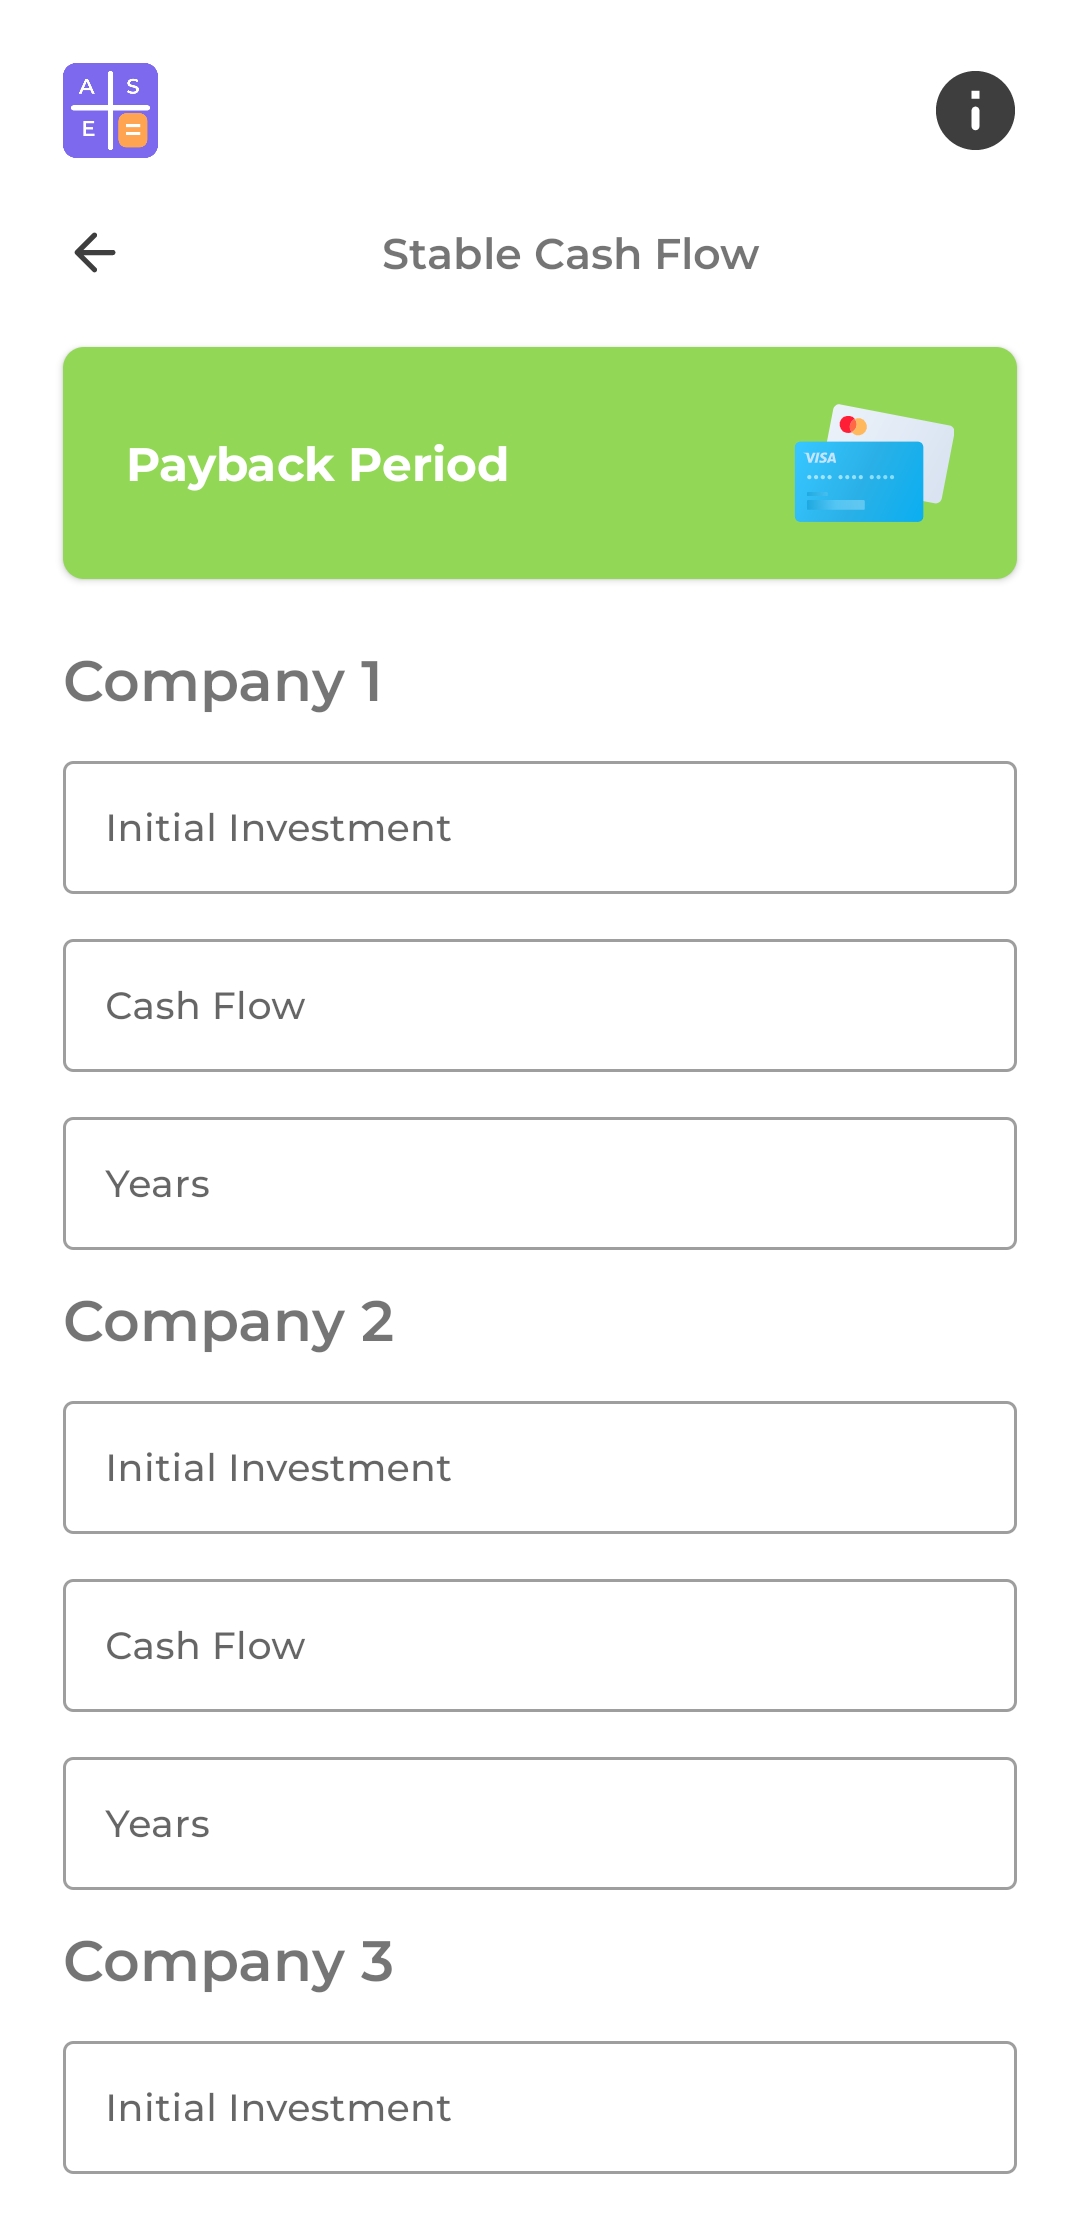 A S
E =
Stable Cash Flow
Payback Period
VISA
Company 1
Initial Investment
Cash Flow
Years
Company 2
Initial Investment
Cash Flow
Years
Company 3
Initial Investment